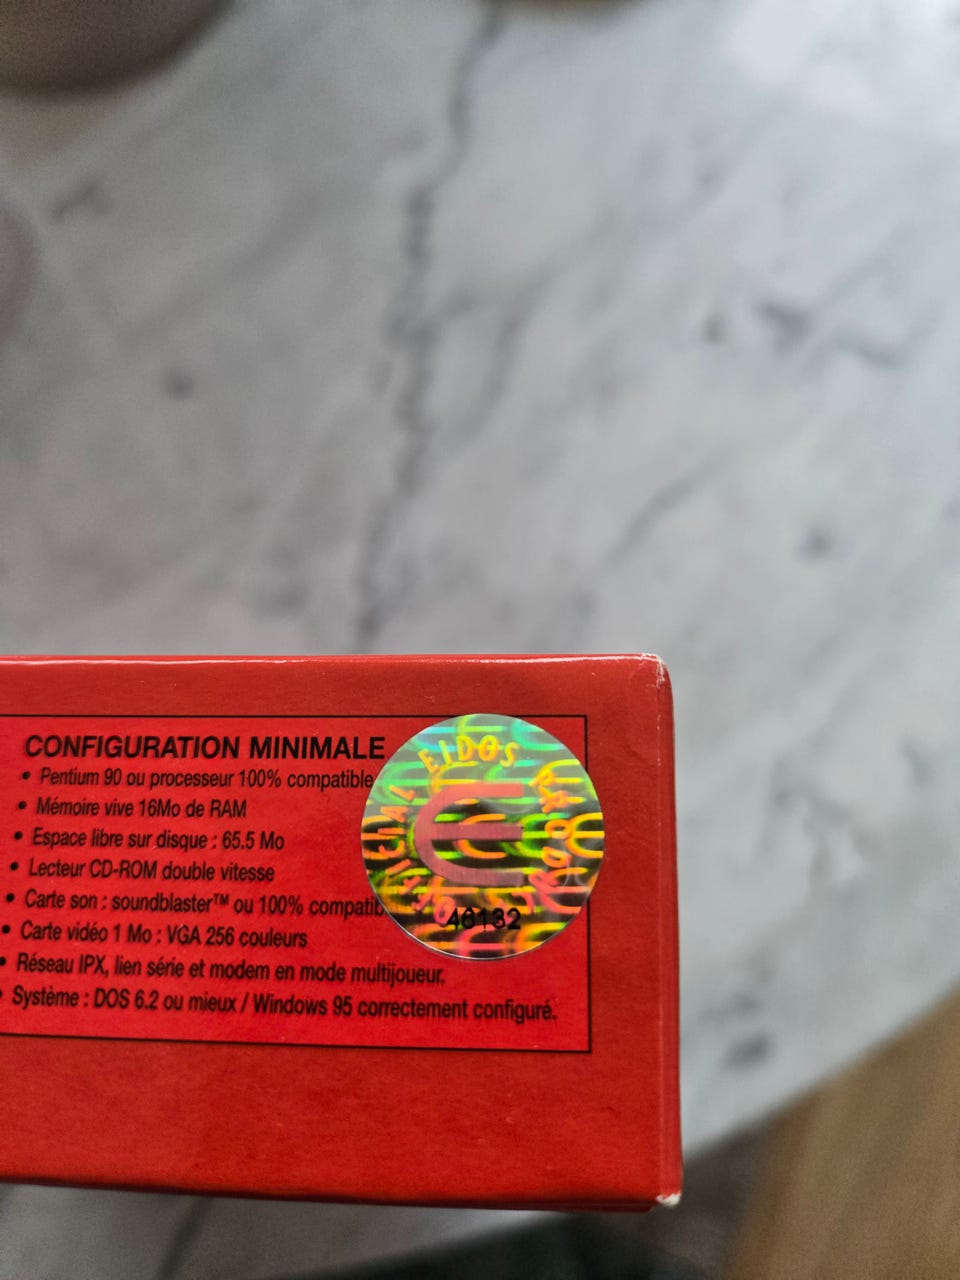 CONFIGURATION MINIMALE
• Pentium 90 ou processeur 100% compatible
• Mémoire vive 16Mo de RAM
• Espace libre sur disque : 65.5 Mo
• Lecteur CD-ROM double vitesse
• Carte son : soundblaster™ ou 100% compatib
• Carte vidéo 1 Mo : VGA 256 couleurs
• Réseau IPX, lien série et modem en mode multijoueur.
• Système : DOS 6.2 ou mieux / Windows 95 correctement configuré.
OFFICIAL EIDOS PRODUCT
E
46132